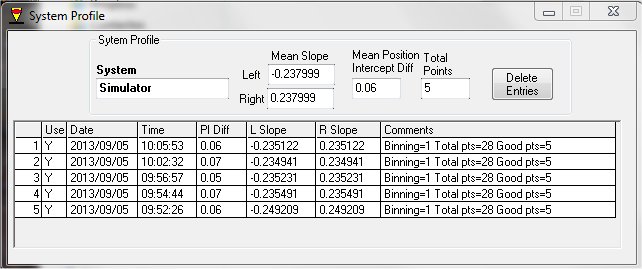 System Profile
Sytem Profile
Mean Slope
Mean Position Intercept Diff
Total Points
System
Simulator
Left -0.237999
Right 0.237999
0.06
5
Delete Entries
Use Date Time PI Diff L Slope R Slope Comments
1 Y 2013/09/05 10:05:53 0.06 -0.235122 0.235122 Binning=1 Total pts=28 Good pts=5
2 Y 2013/09/05 10:02:32 0.07 -0.234941 0.234941 Binning=1 Total pts=28 Good pts=5
3 Y 2013/09/05 09:56:57 0.05 -0.235231 0.235231 Binning=1 Total pts=28 Good pts=5
4 Y 2013/09/05 09:54:44 0.07 -0.235491 0.235491 Binning=1 Total pts=28 Good pts=5
5 Y 2013/09/05 09:52:26 0.06 -0.249209 0.249209 Binning=1 Total pts=28 Good pts=5